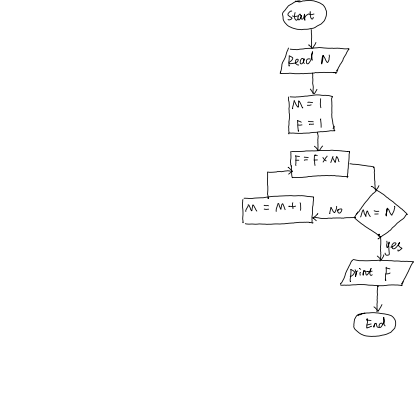 Start
Read N
M = 1
F = 1
F = F × M
M = N
No
M = M + 1
yes
print F
End